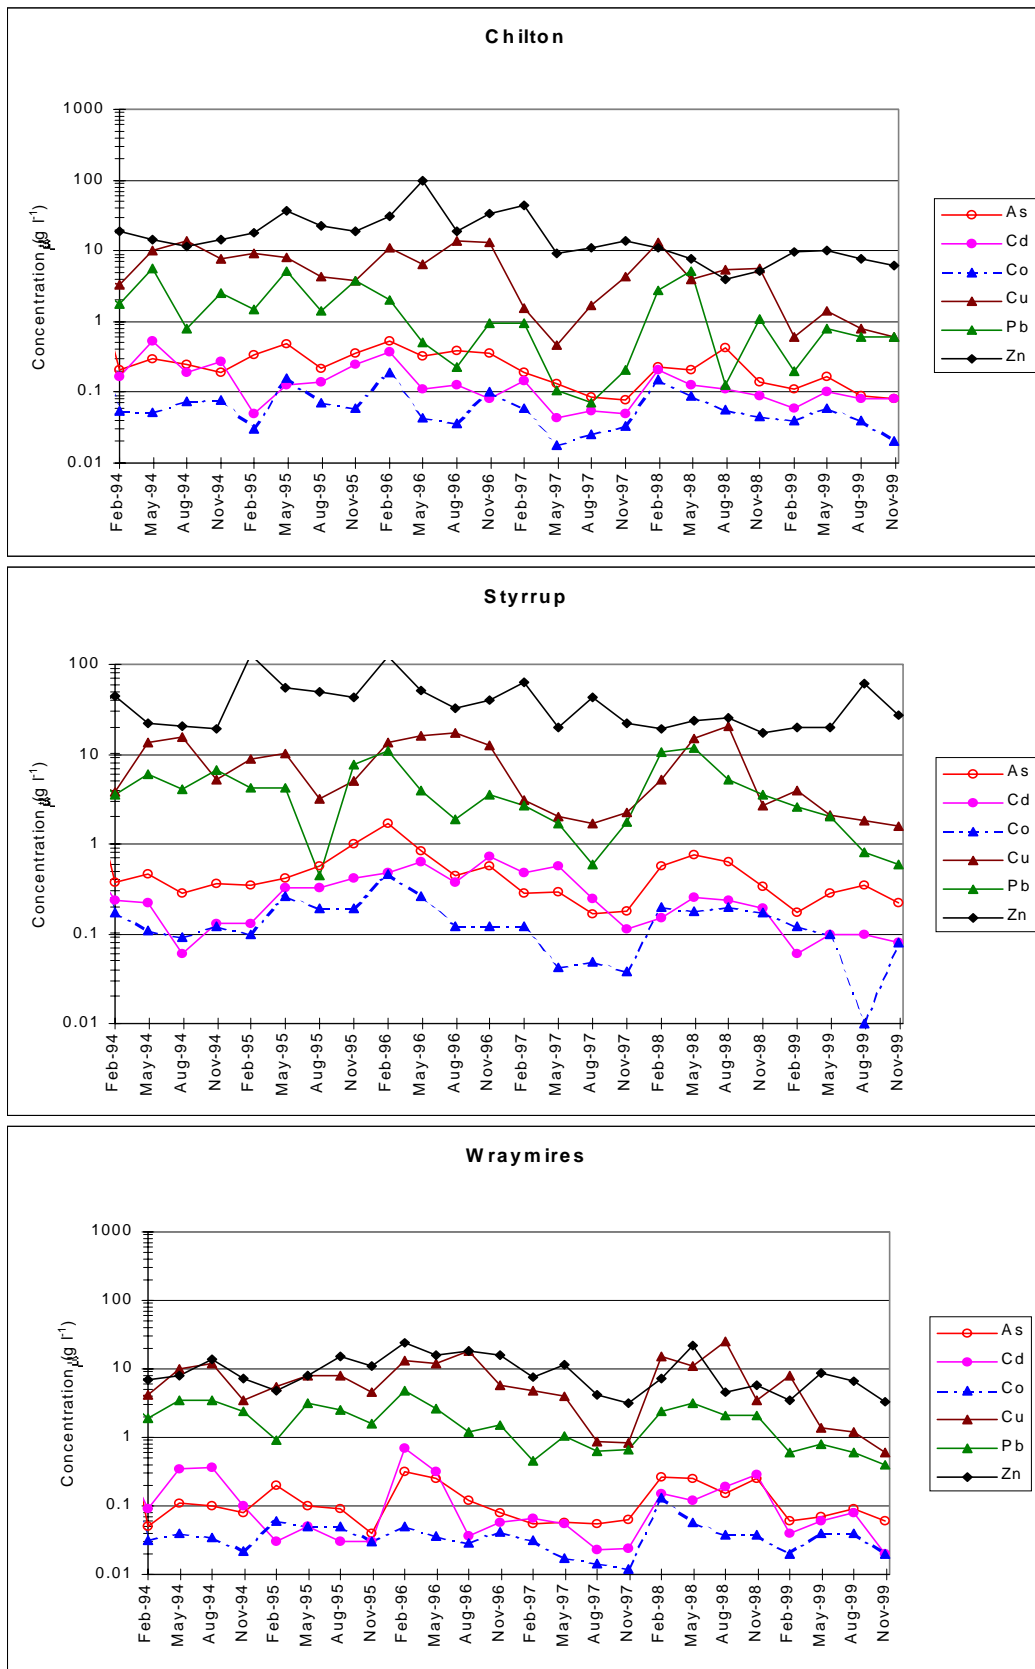 Chilton
1000
100
10
1
0.1
0.01
Concentration (µg l-1)
Feb-94
May-94
Aug-94
Nov-94
Feb-95
May-95
Aug-95
Nov-95
Feb-96
May-96
Aug-96
Nov-96
Feb-97
May-97
Aug-97
Nov-97
Feb-98
May-98
Aug-98
Nov-98
Feb-99
May-99
Aug-99
Nov-99
As
Cd
Co
Cu
Pb
Zn
Styrrup
100
10
1
0.1
0.01
Concentration (µg l-1)
Feb-94
May-94
Aug-94
Nov-94
Feb-95
May-95
Aug-95
Nov-95
Feb-96
May-96
Aug-96
Nov-96
Feb-97
May-97
Aug-97
Nov-97
Feb-98
May-98
Aug-98
Nov-98
Feb-99
May-99
Aug-99
Nov-99
As
Cd
Co
Cu
Pb
Zn
Wraymires
1000
100
10
1
0.1
0.01
Concentration (µg l-1)
Feb-94
May-94
Aug-94
Nov-94
Feb-95
May-95
Aug-95
Nov-95
Feb-96
May-96
Aug-96
Nov-96
Feb-97
May-97
Aug-97
Nov-97
Feb-98
May-98
Aug-98
Nov-98
Feb-99
May-99
Aug-99
Nov-99
As
Cd
Co
Cu
Pb
Zn